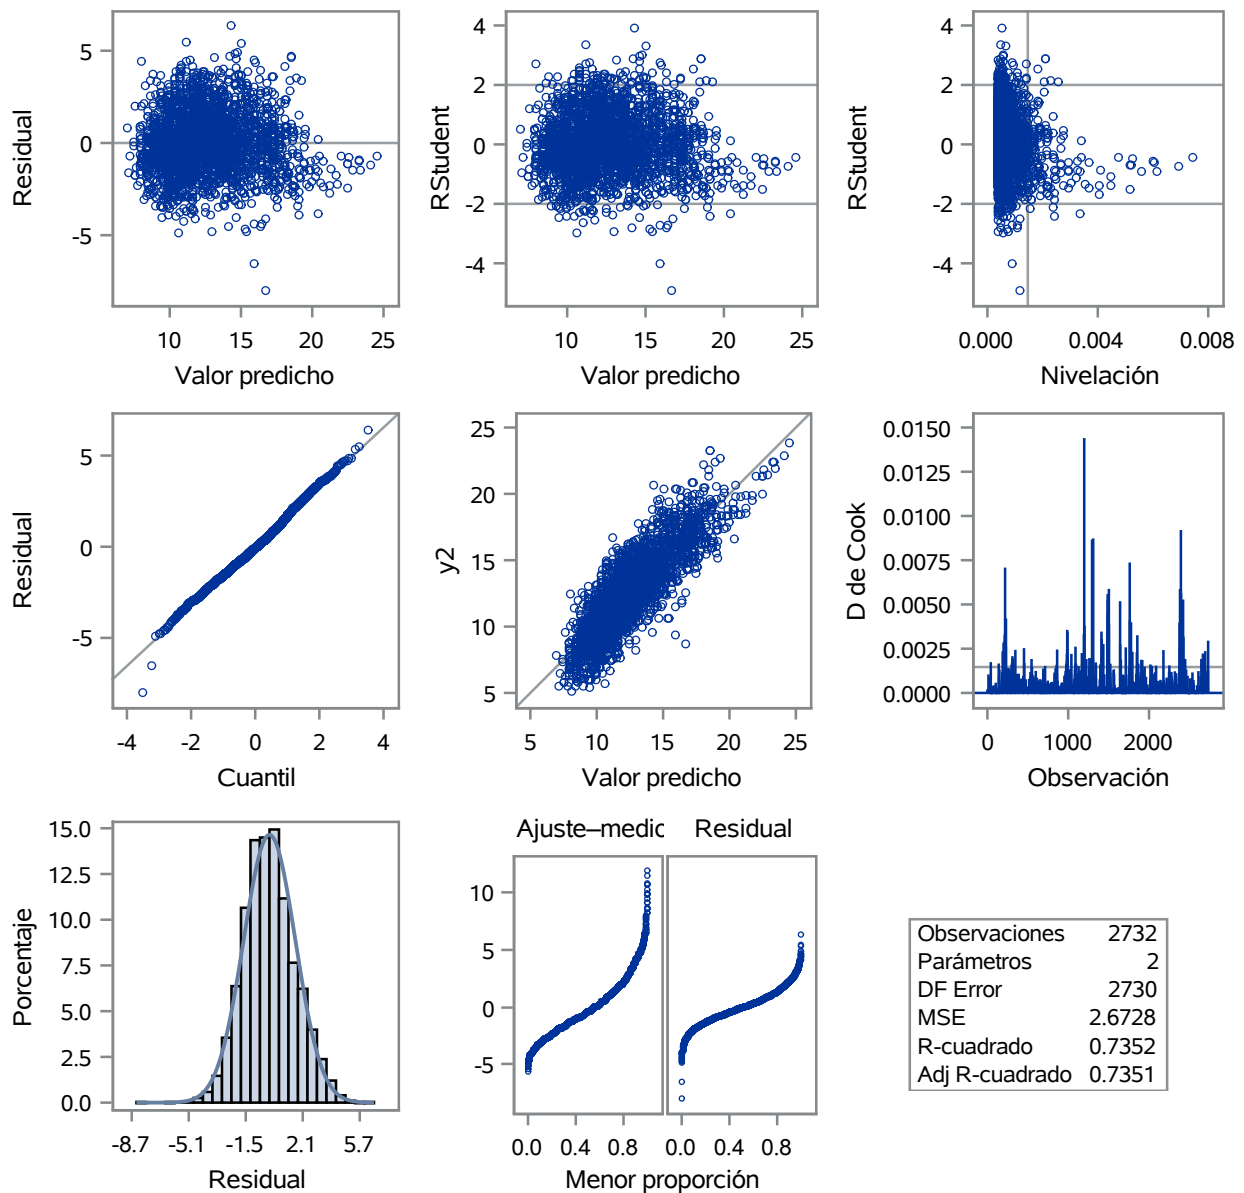 5
0
-5
Residual
10 15 20 25
Valor predicho
4
2
0
-2
-4
RStudent
10 15 20 25
Valor predicho
4
2
0
-2
-4
RStudent
0.000 0.004 0.008
Nivelación
5
0
-5
Residual
-4 -2 0 2 4
Cuantil
25
20
15
10
5
y2
5 10 15 20 25
Valor predicho
0.0150
0.0125
0.0100
0.0075
0.0050
0.0025
0.0000
D de Cook
0 1000 2000
Observación
15.0
12.5
10.0
7.5
5.0
2.5
0.0
Porcentaje
-8.7 -5.1 -1.5 2.1 5.7
Residual
Ajuste–medic Residual
10
5
0
-5
0.0 0.4 0.8 0.0 0.4 0.8
Menor proporción
Observaciones 2732
Parámetros 2
DF Error 2730
MSE 2.6728
R-cuadrado 0.7352
Adj R-cuadrado 0.7351